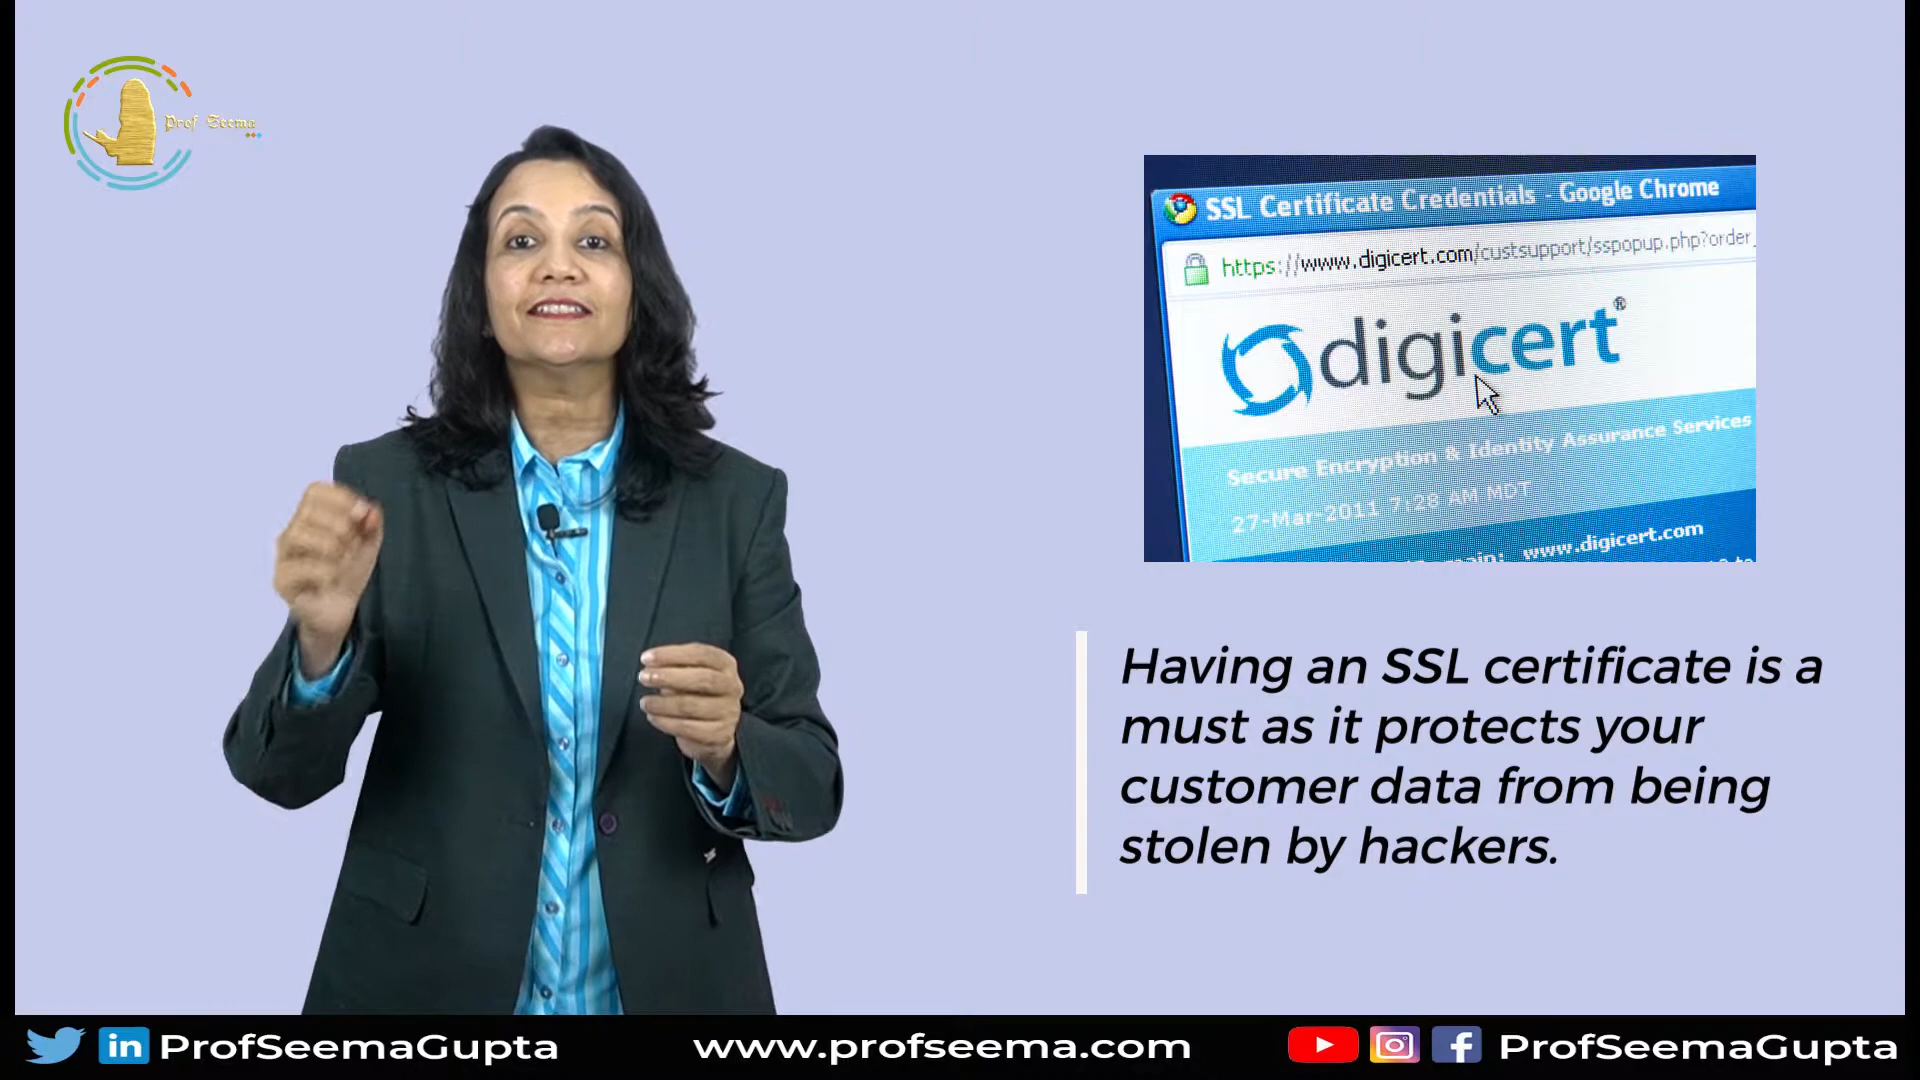 Prof Seema
SSL Certificate Credentials - Google Chrome
https://www.digicert.com/custsupport/sspopup.php?order_
digicert®
Secure Encryption & Identity Assurance Services
27-Mar-2011 7:28 AM MDT
www.digicert.com
Having an SSL certificate is a
must as it protects your
customer data from being
stolen by hackers.
in ProfSeemaGupta
www.profseema.com
f ProfSeemaGupta